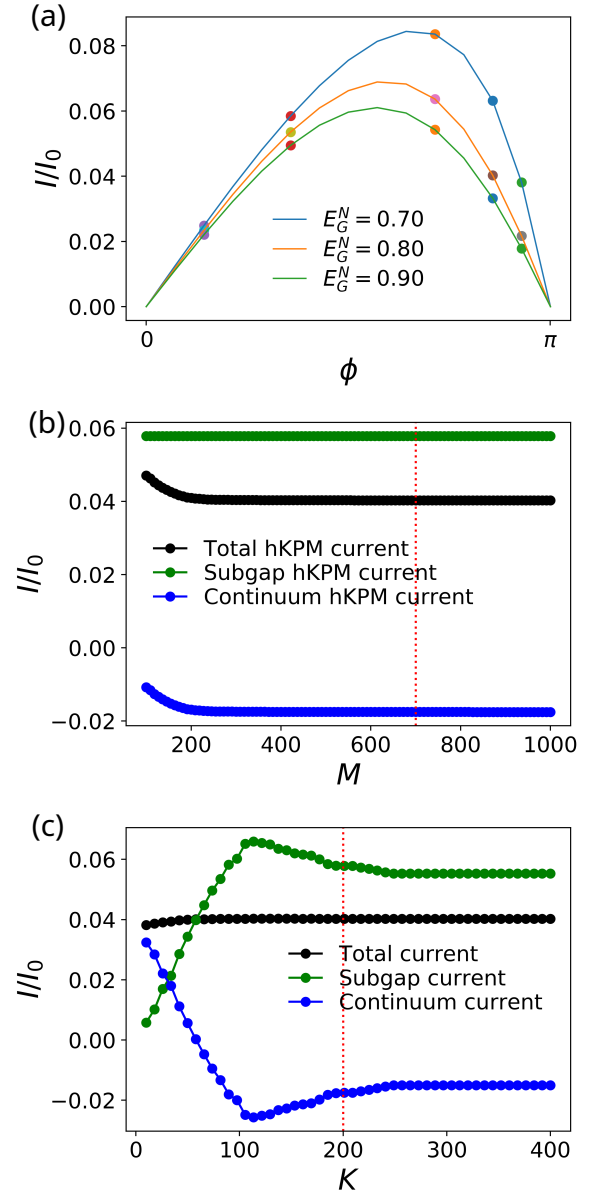 (a)
0.08
0.06
0.04
0.02
0.00
I/I₀
E_G^N = 0.70
E_G^N = 0.80
E_G^N = 0.90
0
π
ϕ
(b)
0.06
0.04
0.02
0.00
−0.02
I/I₀
Total hKPM current
Subgap hKPM current
Continuum hKPM current
200 400 600 800 1000
M
(c)
0.06
0.04
0.02
0.00
−0.02
I/I₀
Total current
Subgap current
Continuum current
0 100 200 300 400
K